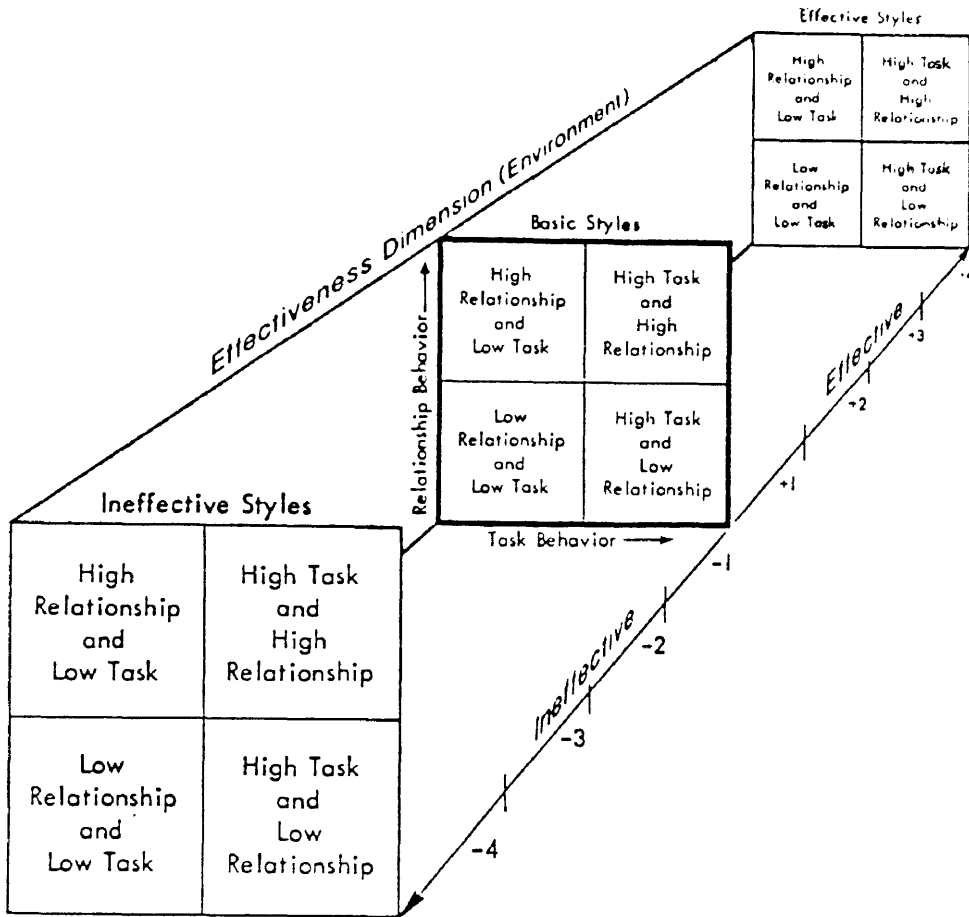 Effective Styles
High
Relationship
and
Low Task
High Task
and
High
Relationship
Low
Relationship
and
Low Task
High Task
and
Low
Relationship
Effectiveness Dimension (Environment)
Basic Styles
High
Relationship
and
Low Task
High Task
and
High
Relationship
Low
Relationship
and
Low Task
High Task
and
Low
Relationship
Relationship Behavior
Task Behavior
Effective
+3
+2
+1
Ineffective Styles
High
Relationship
and
Low Task
High Task
and
High
Relationship
Low
Relationship
and
Low Task
High Task
and
Low
Relationship
Ineffective
-1
-2
-3
-4